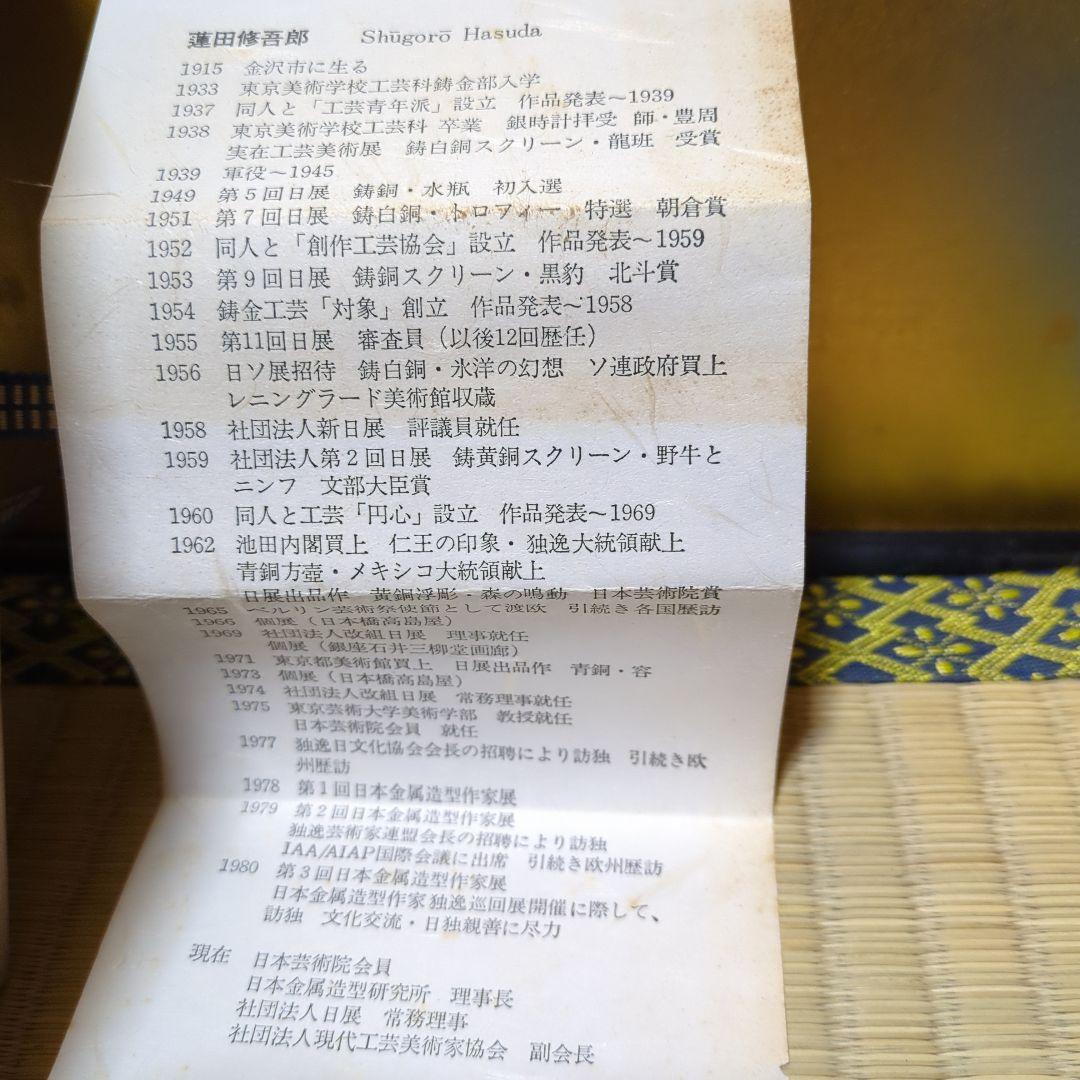 蓮田修吾郎 Shūgorō Hasuda
1915 金沢市に生る
1933 東京美術学校工芸科鋳金部入学
1937 同人と「工芸青年派」設立 作品発表〜1939
1938 東京美術学校工芸科 卒業 銀時計拝受 師・豊周
実在工芸美術展 鋳白銅スクリーン・龍班 受賞
1939 軍役〜1945
1949 第5回日展 鋳銅・水瓶 初入選
1951 第7回日展 鋳白銅・トロフィー 特選 朝倉賞
1952 同人と「創作工芸協会」設立 作品発表〜1959
1953 第9回日展 鋳銅スクリーン・黒豹 北斗賞
1954 鋳金工芸「対象」創立 作品発表〜1958
1955 第11回日展 審査員(以後12回歴任)
1956 日ソ展招待 鋳白銅・氷洋の幻想 ソ連政府買上
レニングラード美術館収蔵
1958 社団法人新日展 評議員就任
1959 社団法人第2回日展 鋳黄銅スクリーン・野牛と
ニンフ 文部大臣賞
1960 同人と工芸「円心」設立 作品発表〜1969
1962 池田内閣買上 仁王の印象・独逸大統領献上
青銅方壺・メキシコ大統領献上
日展出品作 黄銅浮彫・森の鳴動 日本芸術院賞
1965 ベルリン芸術祭使節として渡欧 引続き各国歴訪
1966 個展(日本橋高島屋)
1969 社団法人改組日展 理事就任
個展(銀座石井三柳堂画廊)
1971 東京都美術館買上 日展出品作 青銅・容
1973 個展(日本橋高島屋)
1974 社団法人改組日展 常務理事就任
1975 東京芸術大学美術学部 教授就任
日本芸術院会員 就任
1977 独逸日文化協会会長の招聘により訪独 引続き欧
州歴訪
1978 第1回日本金属造型作家展
1979 第2回日本金属造型作家展
独逸芸術家連盟会長の招聘により訪独
IAA/AIAP国際会議に出席 引続き欧州歴訪
1980 第3回日本金属造型作家展
日本金属造型作家独逸巡回展開催に際して、
訪独 文化交流・日独親善に尽力
現在 日本芸術院会員
日本金属造型研究所 理事長
社団法人日展 常務理事
社団法人現代工芸美術家協会 副会長